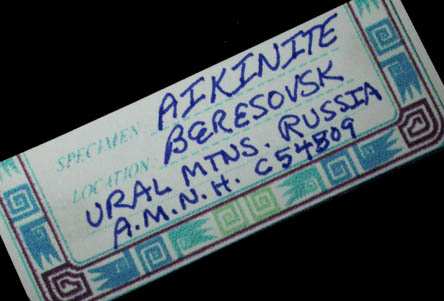 SPECIMEN AIKINITE
LOCATION BERESOVSK
URAL MTNS. RUSSIA
A.M.N.H. C54809